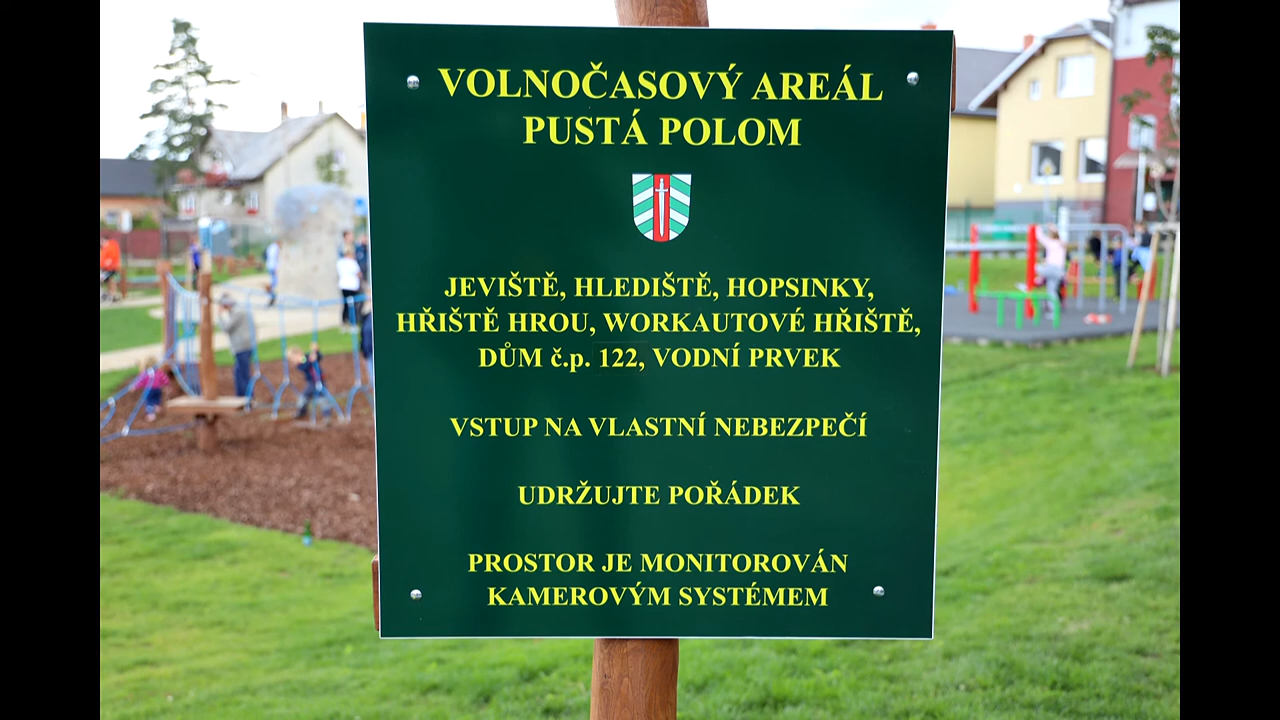 VOLNOČASOVÝ AREÁL
PUSTÁ POLOM
JEVIŠTĚ, HLEDIŠTĚ, HOPSINKY,
HŘIŠTĚ HROU, WORKAUTOVÉ HŘIŠTĚ,
DŮM č.p. 122, VODNÍ PRVEK
VSTUP NA VLASTNÍ NEBEZPEČÍ
UDRŽUJTE POŘÁDEK
PROSTOR JE MONITOROVÁN
KAMEROVÝM SYSTÉMEM